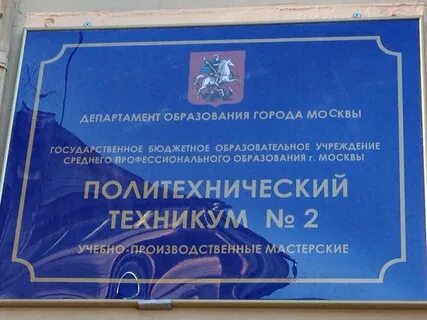 ДЕПАРТАМЕНТ ОБРАЗОВАНИЯ ГОРОДА МОСКВЫ
ГОСУДАРСТВЕННОЕ БЮДЖЕТНОЕ ОБРАЗОВАТЕЛЬНОЕ УЧРЕЖДЕНИЕ
СРЕДНЕГО ПРОФЕССИОНАЛЬНОГО ОБРАЗОВАНИЯ г. МОСКВЫ
ПОЛИТЕХНИЧЕСКИЙ
ТЕХНИКУМ № 2
УЧЕБНО-ПРОИЗВОДСТВЕННЫЕ МАСТЕРСКИЕ